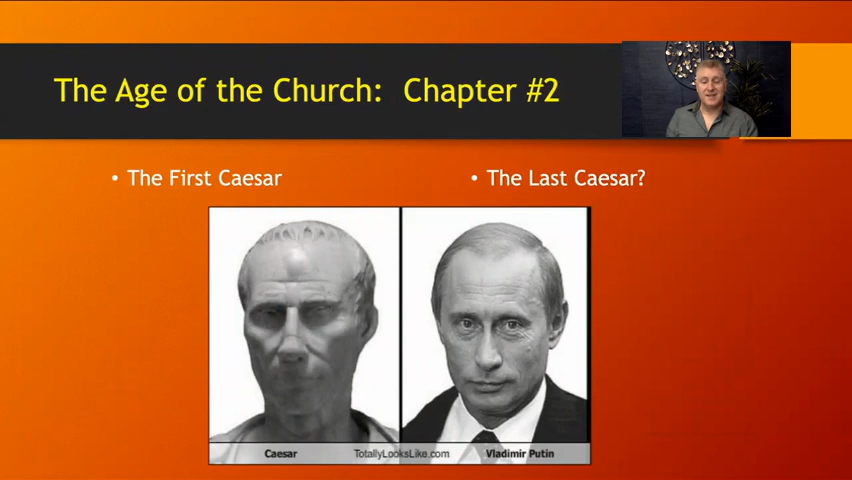 The Age of the Church: Chapter #2
• The First Caesar
• The Last Caesar?
Caesar TotallyLooksLike.com Vladimir Putin